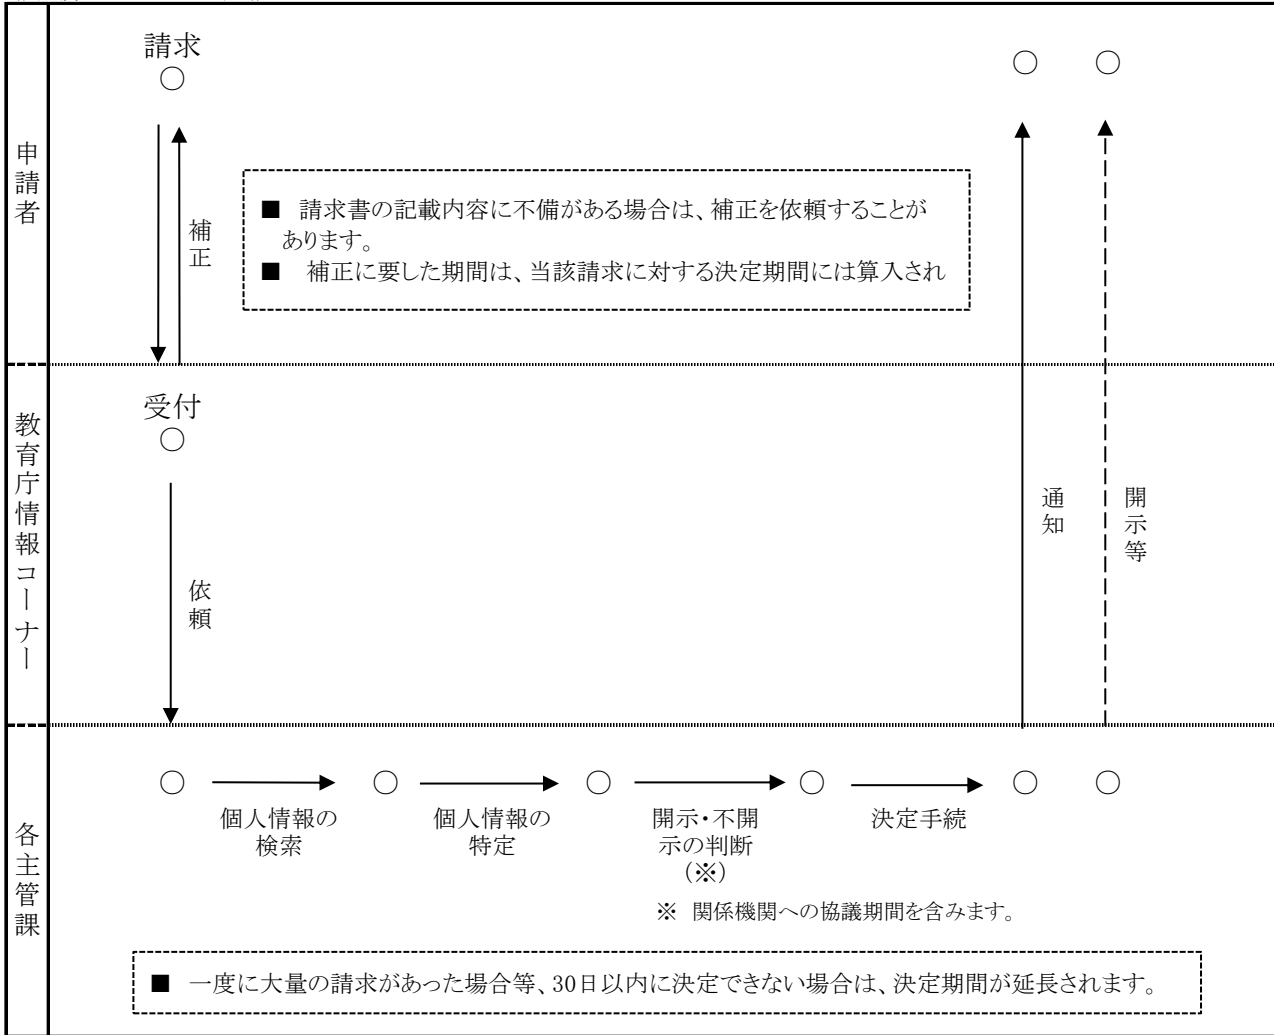 請求
申請者
補正
■ 請求書の記載内容に不備がある場合は、補正を依頼することが
あります。
■ 補正に要した期間は、当該請求に対する決定期間には算入され
教育庁情報コーナー
受付
依頼
通知
開示等
各主管課
個人情報の
検索
個人情報の
特定
開示・不開
示の判断
(※)
決定手続
※ 関係機関への協議期間を含みます。
■ 一度に大量の請求があった場合等、30日以内に決定できない場合は、決定期間が延長されます。